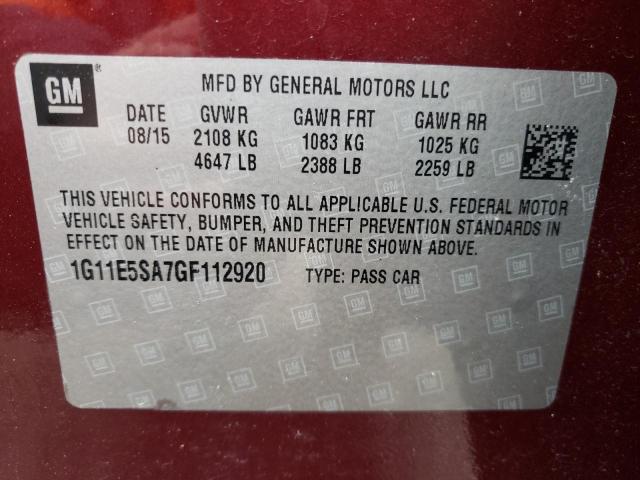 GM
MFD BY GENERAL MOTORS LLC
DATE GVWR GAWR FRT GAWR RR
08/15 2108 KG 1083 KG 1025 KG
4647 LB 2388 LB 2259 LB
THIS VEHICLE CONFORMS TO ALL APPLICABLE U.S. FEDERAL MOTOR
VEHICLE SAFETY, BUMPER, AND THEFT PREVENTION STANDARDS IN
EFFECT ON THE DATE OF MANUFACTURE SHOWN ABOVE.
1G11E5SA7GF112920 TYPE: PASS CAR